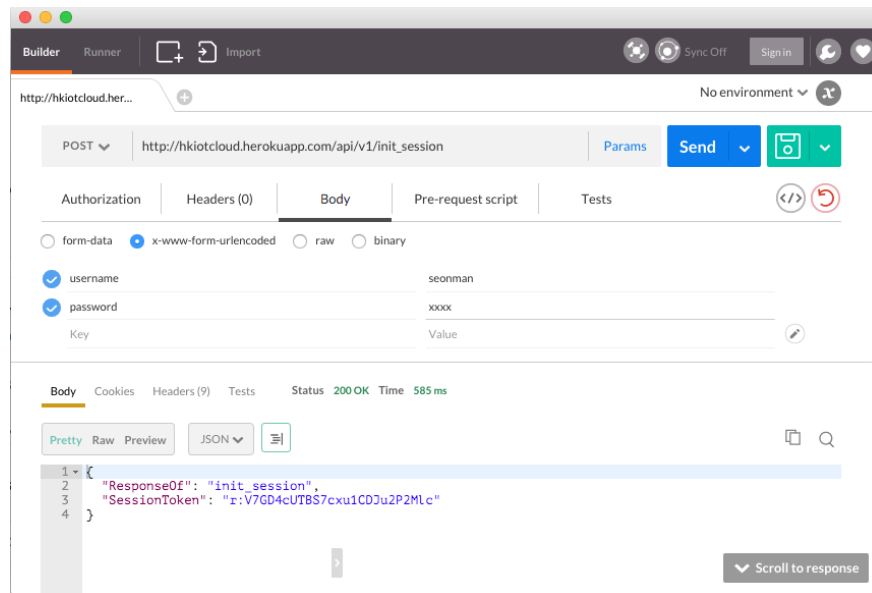 Builder Runner Import Sync Off Sign in
http://hkiotcloud.her... No environment
POST http://hkiotcloud.herokuapp.com/api/v1/init_session Params Send
Authorization Headers (0) Body Pre-request script Tests </>
form-data x-www-form-urlencoded raw binary
username seonman
password xxxx
Key Value
Body Cookies Headers (9) Tests Status 200 OK Time 585 ms
Pretty Raw Preview JSON
1 {
2 "ResponseOf": "init_session",
3 "SessionToken": "r:V7GD4cUTBS7cxu1CDJu2P2Mlc"
4 }
Scroll to response